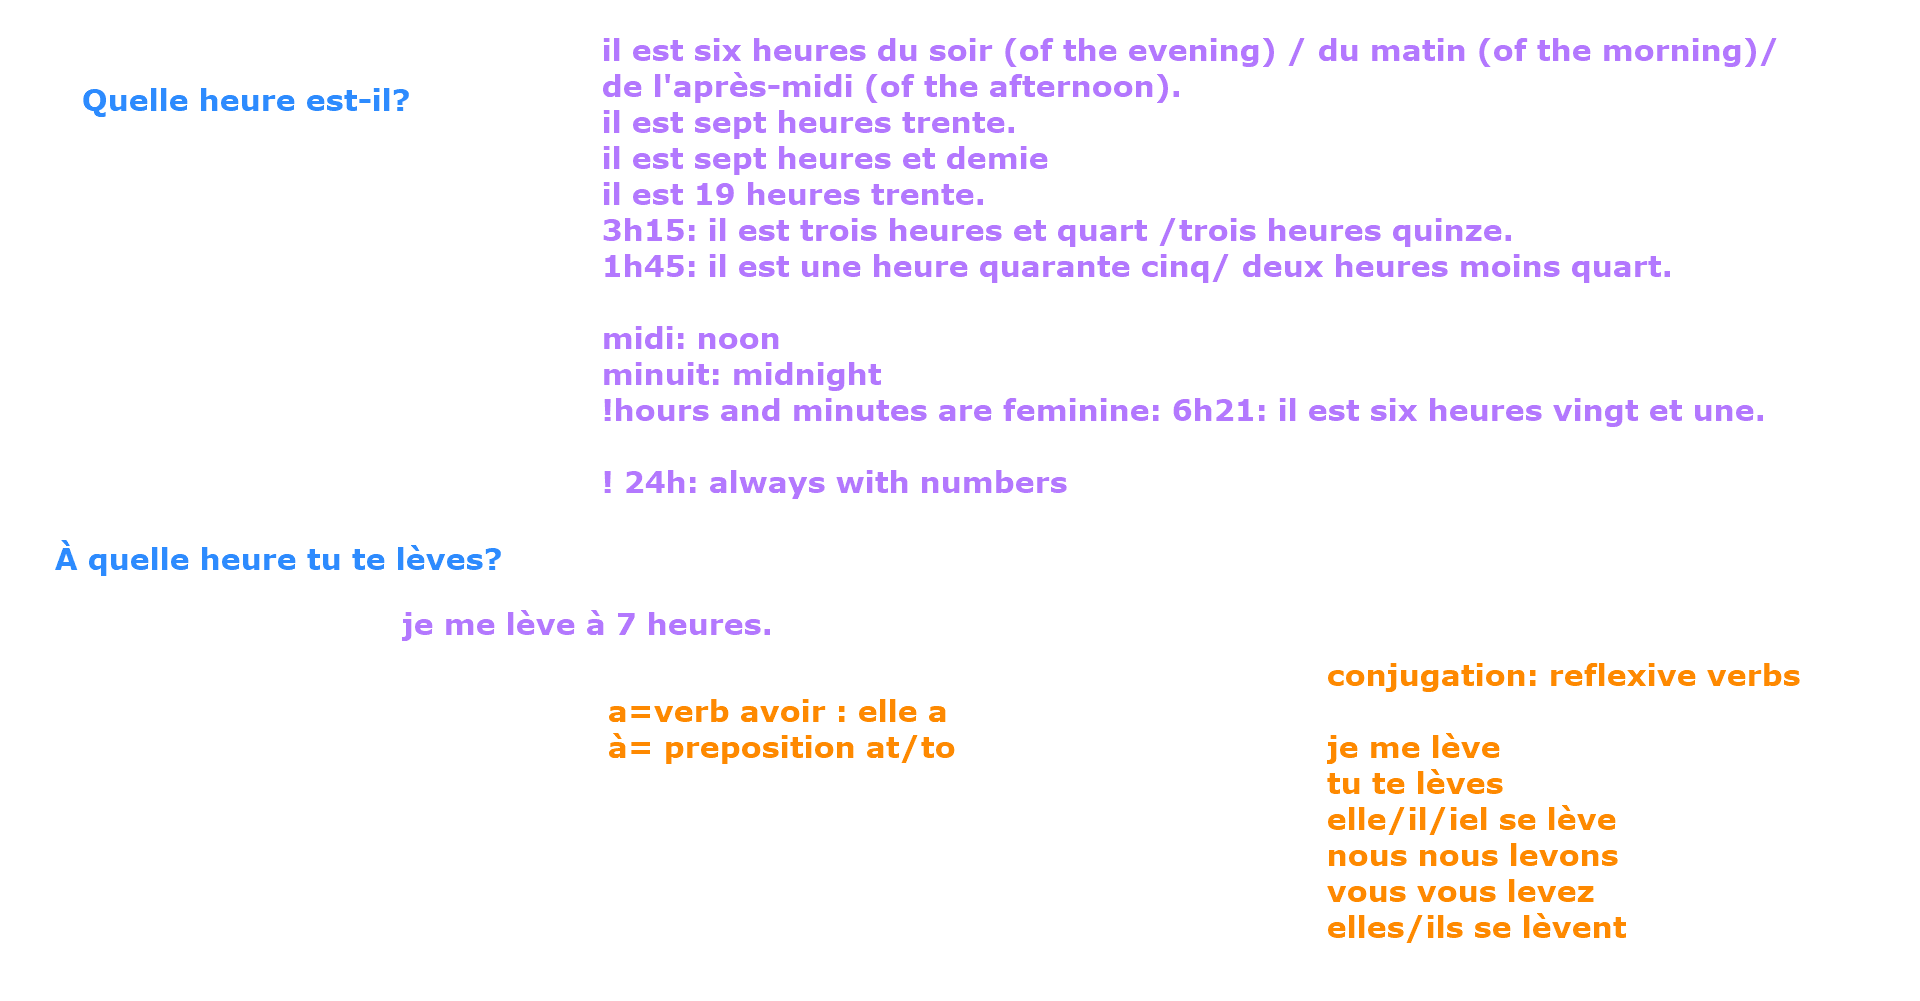 Quelle heure est-il?
il est six heures du soir (of the evening) / du matin (of the morning)/
de l'après-midi (of the afternoon).
il est sept heures trente.
il est sept heures et demie
il est 19 heures trente.
3h15: il est trois heures et quart /trois heures quinze.
1h45: il est une heure quarante cinq/ deux heures moins quart.
midi: noon
minuit: midnight
!hours and minutes are feminine: 6h21: il est six heures vingt et une.
! 24h: always with numbers
À quelle heure tu te lèves?
je me lève à 7 heures.
a=verb avoir : elle a
à= preposition at/to
conjugation: reflexive verbs
je me lève
tu te lèves
elle/il/iel se lève
nous nous levons
vous vous levez
elles/ils se lèvent